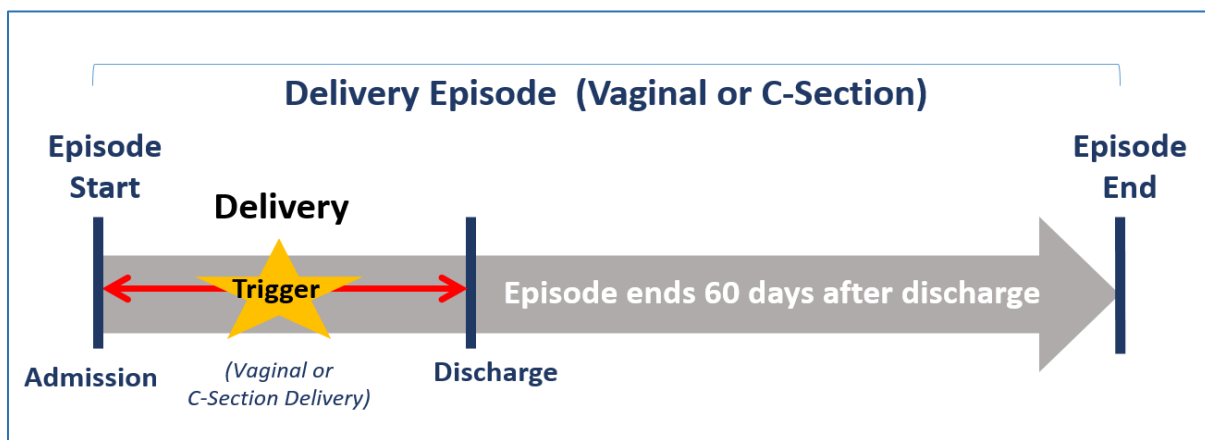 Delivery Episode  (Vaginal or C-Section)
Episode
Start
Episode
End
Delivery
Trigger
Episode ends 60 days after discharge
Admission
(Vaginal or
C-Section Delivery)
Discharge